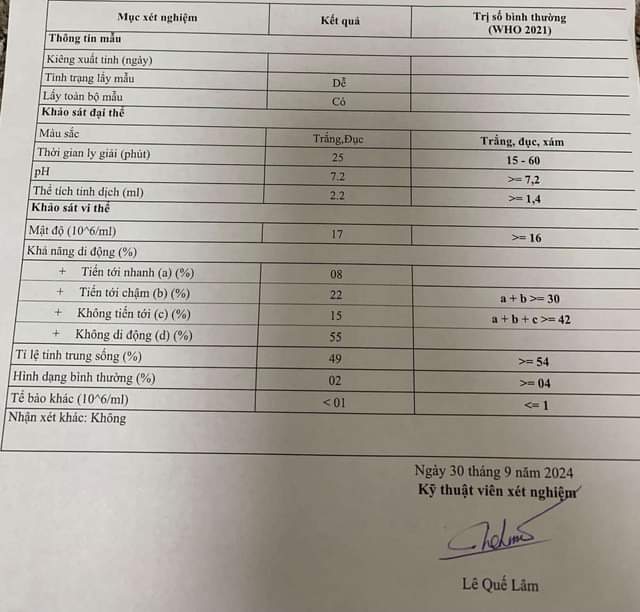 Mục xét nghiệm Kết quả Trị số bình thường
(WHO 2021)
Thông tin mẫu
Kiêng xuất tinh (ngày)
Tình trạng lấy mẫu Dễ
Lấy toàn bộ mẫu Có
Khảo sát đại thể
Màu sắc Trắng,Đục Trắng, đục, xám
Thời gian ly giải (phút) 25 15 - 60
pH 7.2 >= 7,2
Thể tích tinh dịch (ml) 2.2 >= 1,4
Khảo sát vi thể
Mật độ (10^6/ml) 17 >= 16
Khả năng di động (%)
+ Tiến tới nhanh (a) (%) 08
+ Tiến tới chậm (b) (%) 22 a + b >= 30
+ Không tiến tới (c) (%) 15 a + b + c >= 42
+ Không di động (d) (%) 55
Tỉ lệ tinh trùng sống (%) 49 >= 54
Hình dạng bình thường (%) 02 >= 04
Tế bào khác (10^6/ml) < 01 <= 1
Nhận xét khác: Không
Ngày 30 tháng 9 năm 2024
Kỹ thuật viên xét nghiệm
Lê Quế Lâm